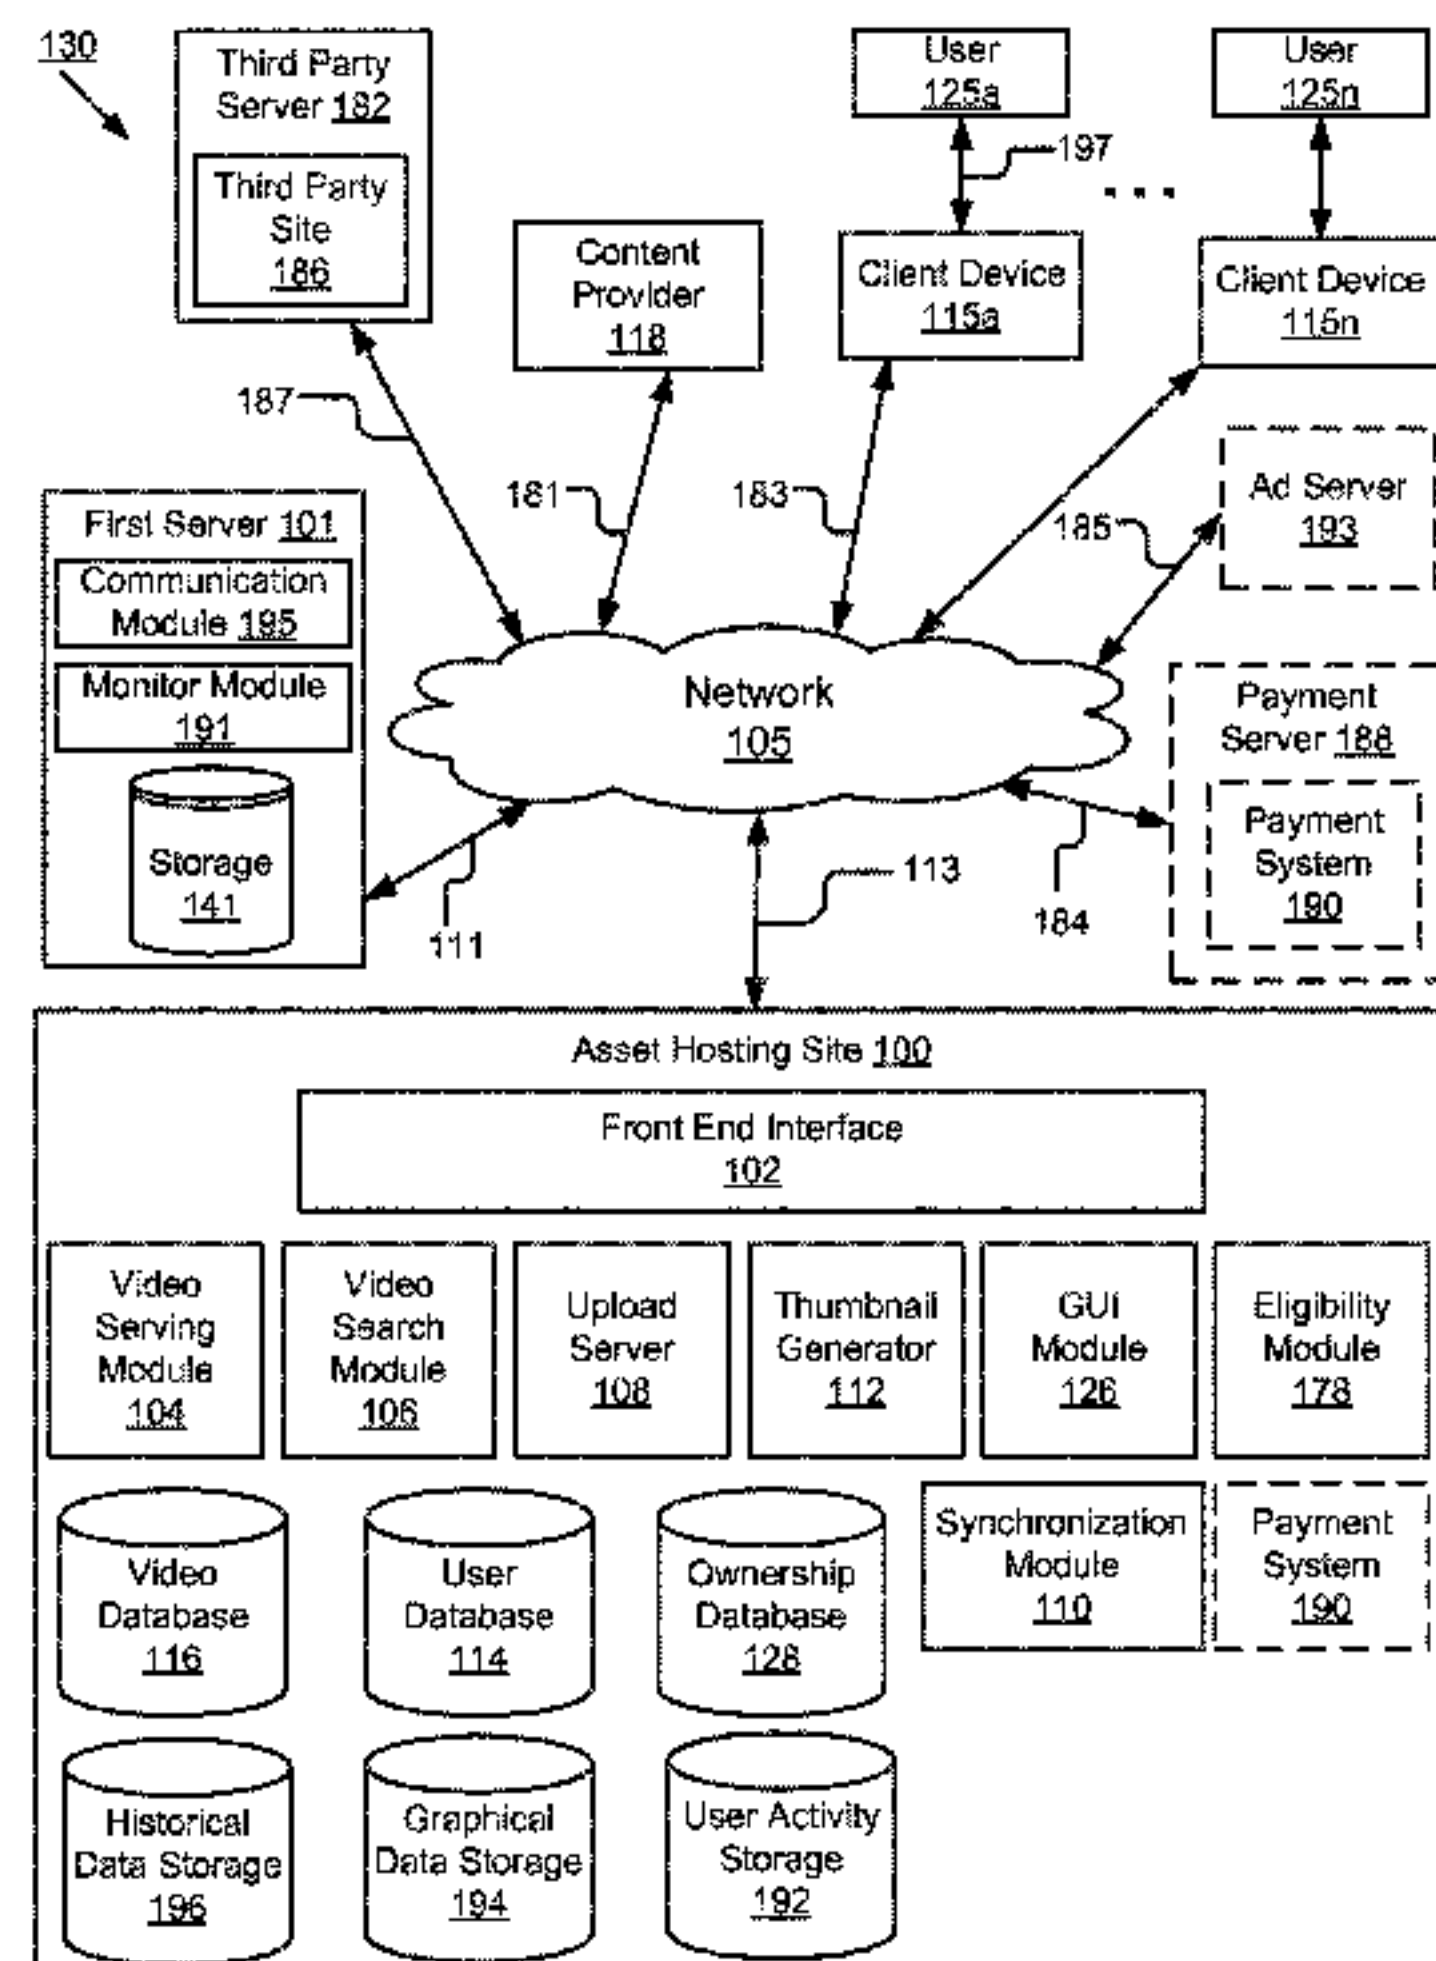 130
Third Party
Server 182
Third Party
Site
186
User
125a
User
125n
197
...
Content
Provider
118
Client Device
115a
Client Device
115n
187
181
183
185
Ad Server
193
First Server 101
Communication
Module 195
Monitor Module
191
Storage
141
Network
105
Payment
Server 188
Payment
System
190
111
113
184
Asset Hosting Site 100
Front End Interface
102
Video
Serving
Module
104
Video
Search
Module
106
Upload
Server
108
Thumbnail
Generator
112
GUI
Module
126
Eligibility
Module
178
Video
Database
116
User
Database
114
Ownership
Database
128
Synchronization
Module
110
Payment
System
190
Historical
Data Storage
196
Graphical
Data Storage
194
User Activity
Storage
192